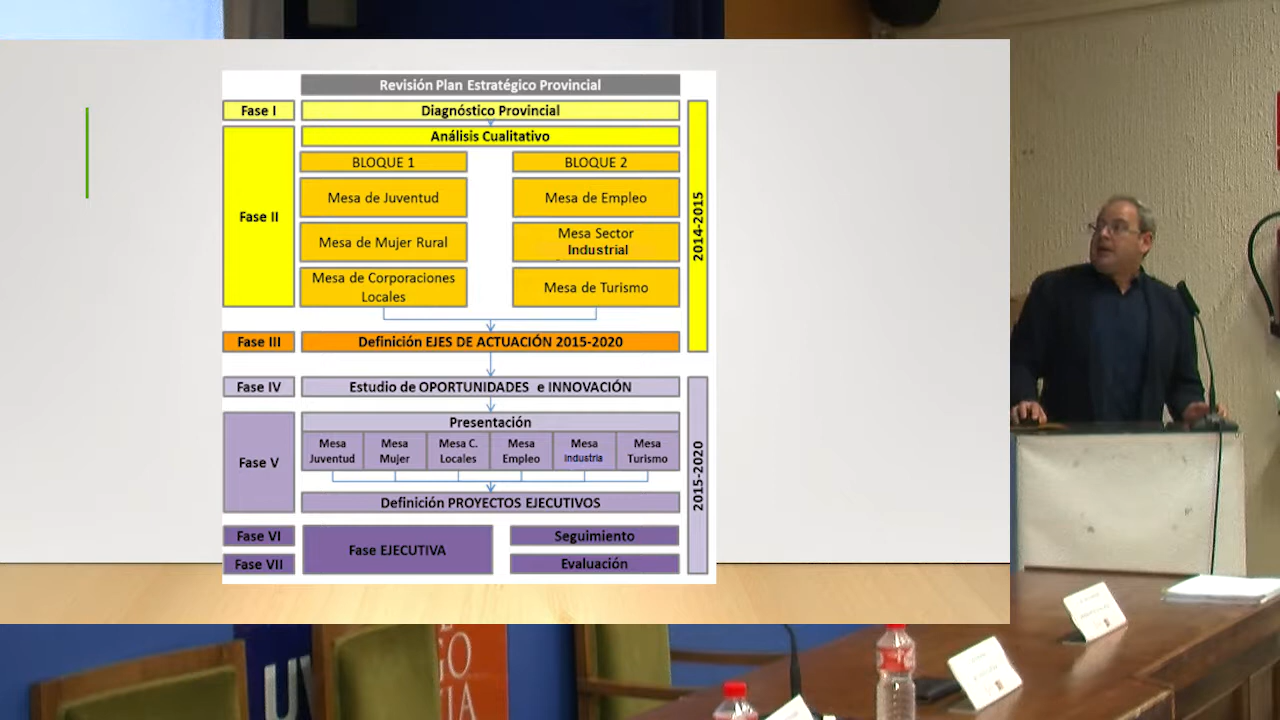 Revisión Plan Estratégico Provincial
Fase I
Diagnóstico Provincial
Fase II
Análisis Cualitativo
BLOQUE 1
BLOQUE 2
Mesa de Juventud
Mesa de Empleo
Mesa de Mujer Rural
Mesa Sector
Industrial
Mesa de Corporaciones
Locales
Mesa de Turismo
2014-2015
Fase III
Definición EJES DE ACTUACIÓN 2015-2020
Fase IV
Estudio de OPORTUNIDADES e INNOVACIÓN
Fase V
Presentación
Mesa
Juventud
Mesa
Mujer
Mesa C.
Locales
Mesa
Empleo
Mesa
Industria
Mesa
Turismo
Definición PROYECTOS EJECUTIVOS
2015-2020
Fase VI
Fase VII
Fase EJECUTIVA
Seguimiento
Evaluación